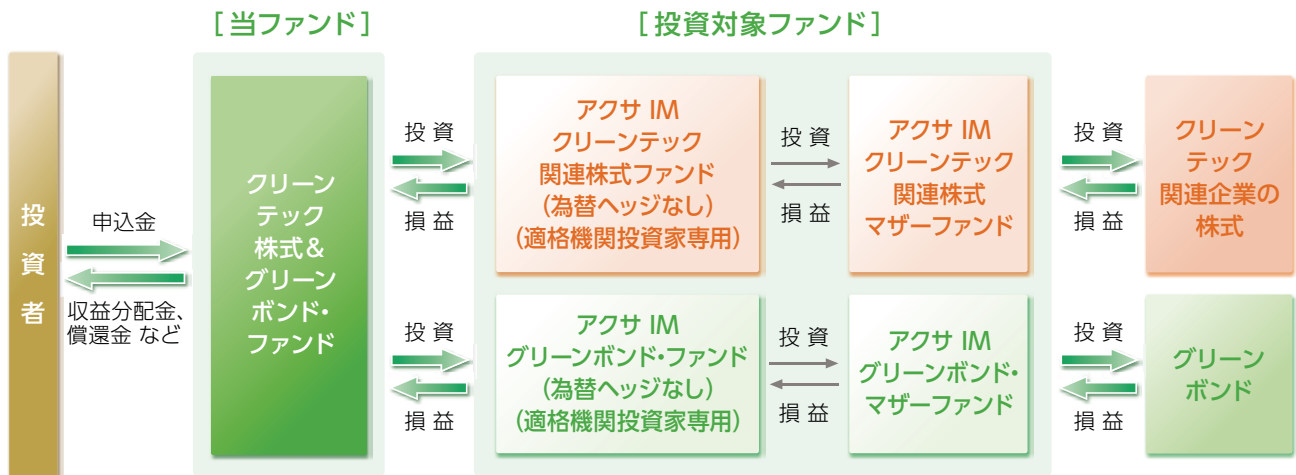 [当ファンド]
[投資対象ファンド]
投資者
申込金
収益分配金、
償還金 など
クリーン
テック
株式&
グリーン
ボンド・
ファンド
投資
損益
アクサ IM
クリーンテック
関連株式ファンド
(為替ヘッジなし)
(適格機関投資家専用)
投資
損益
アクサ IM
クリーンテック
関連株式
マザーファンド
投資
損益
クリーン
テック
関連企業の
株式
投資
損益
アクサ IM
グリーンボンド・ファンド
(為替ヘッジなし)
(適格機関投資家専用)
投資
損益
アクサ IM
グリーンボンド・
マザーファンド
投資
損益
グリーン
ボンド